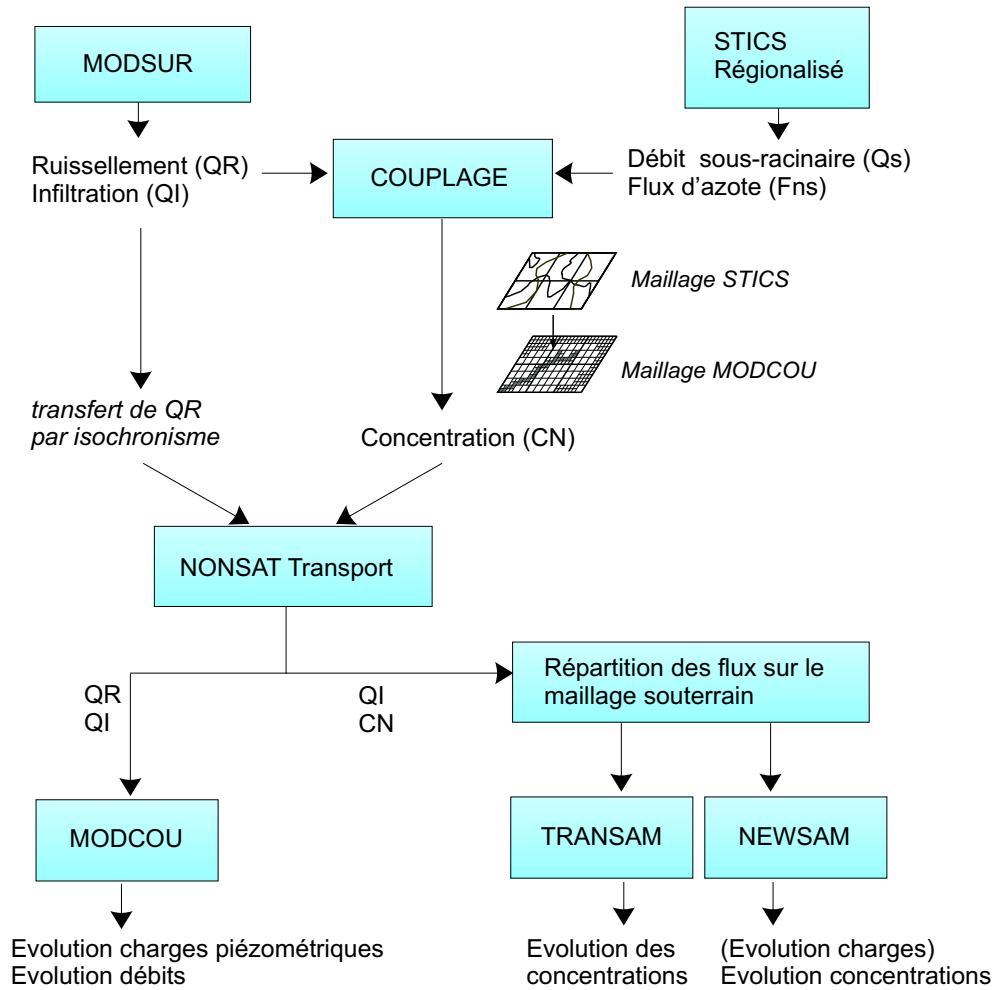 MODSUR
STICS
Régionalisé
Ruissellement (QR)
Infiltration (QI)
COUPLAGE
Débit sous-racinaire (Qs)
Flux d'azote (Fns)
Maillage STICS
Maillage MODCOU
transfert de QR
par isochronisme
Concentration (CN)
NONSAT Transport
QR
QI
QI
CN
Répartition des flux sur le
maillage souterrain
MODCOU
TRANSAM
NEWSAM
Evolution charges piézométriques
Evolution débits
Evolution des
concentrations
(Evolution charges)
Evolution concentrations